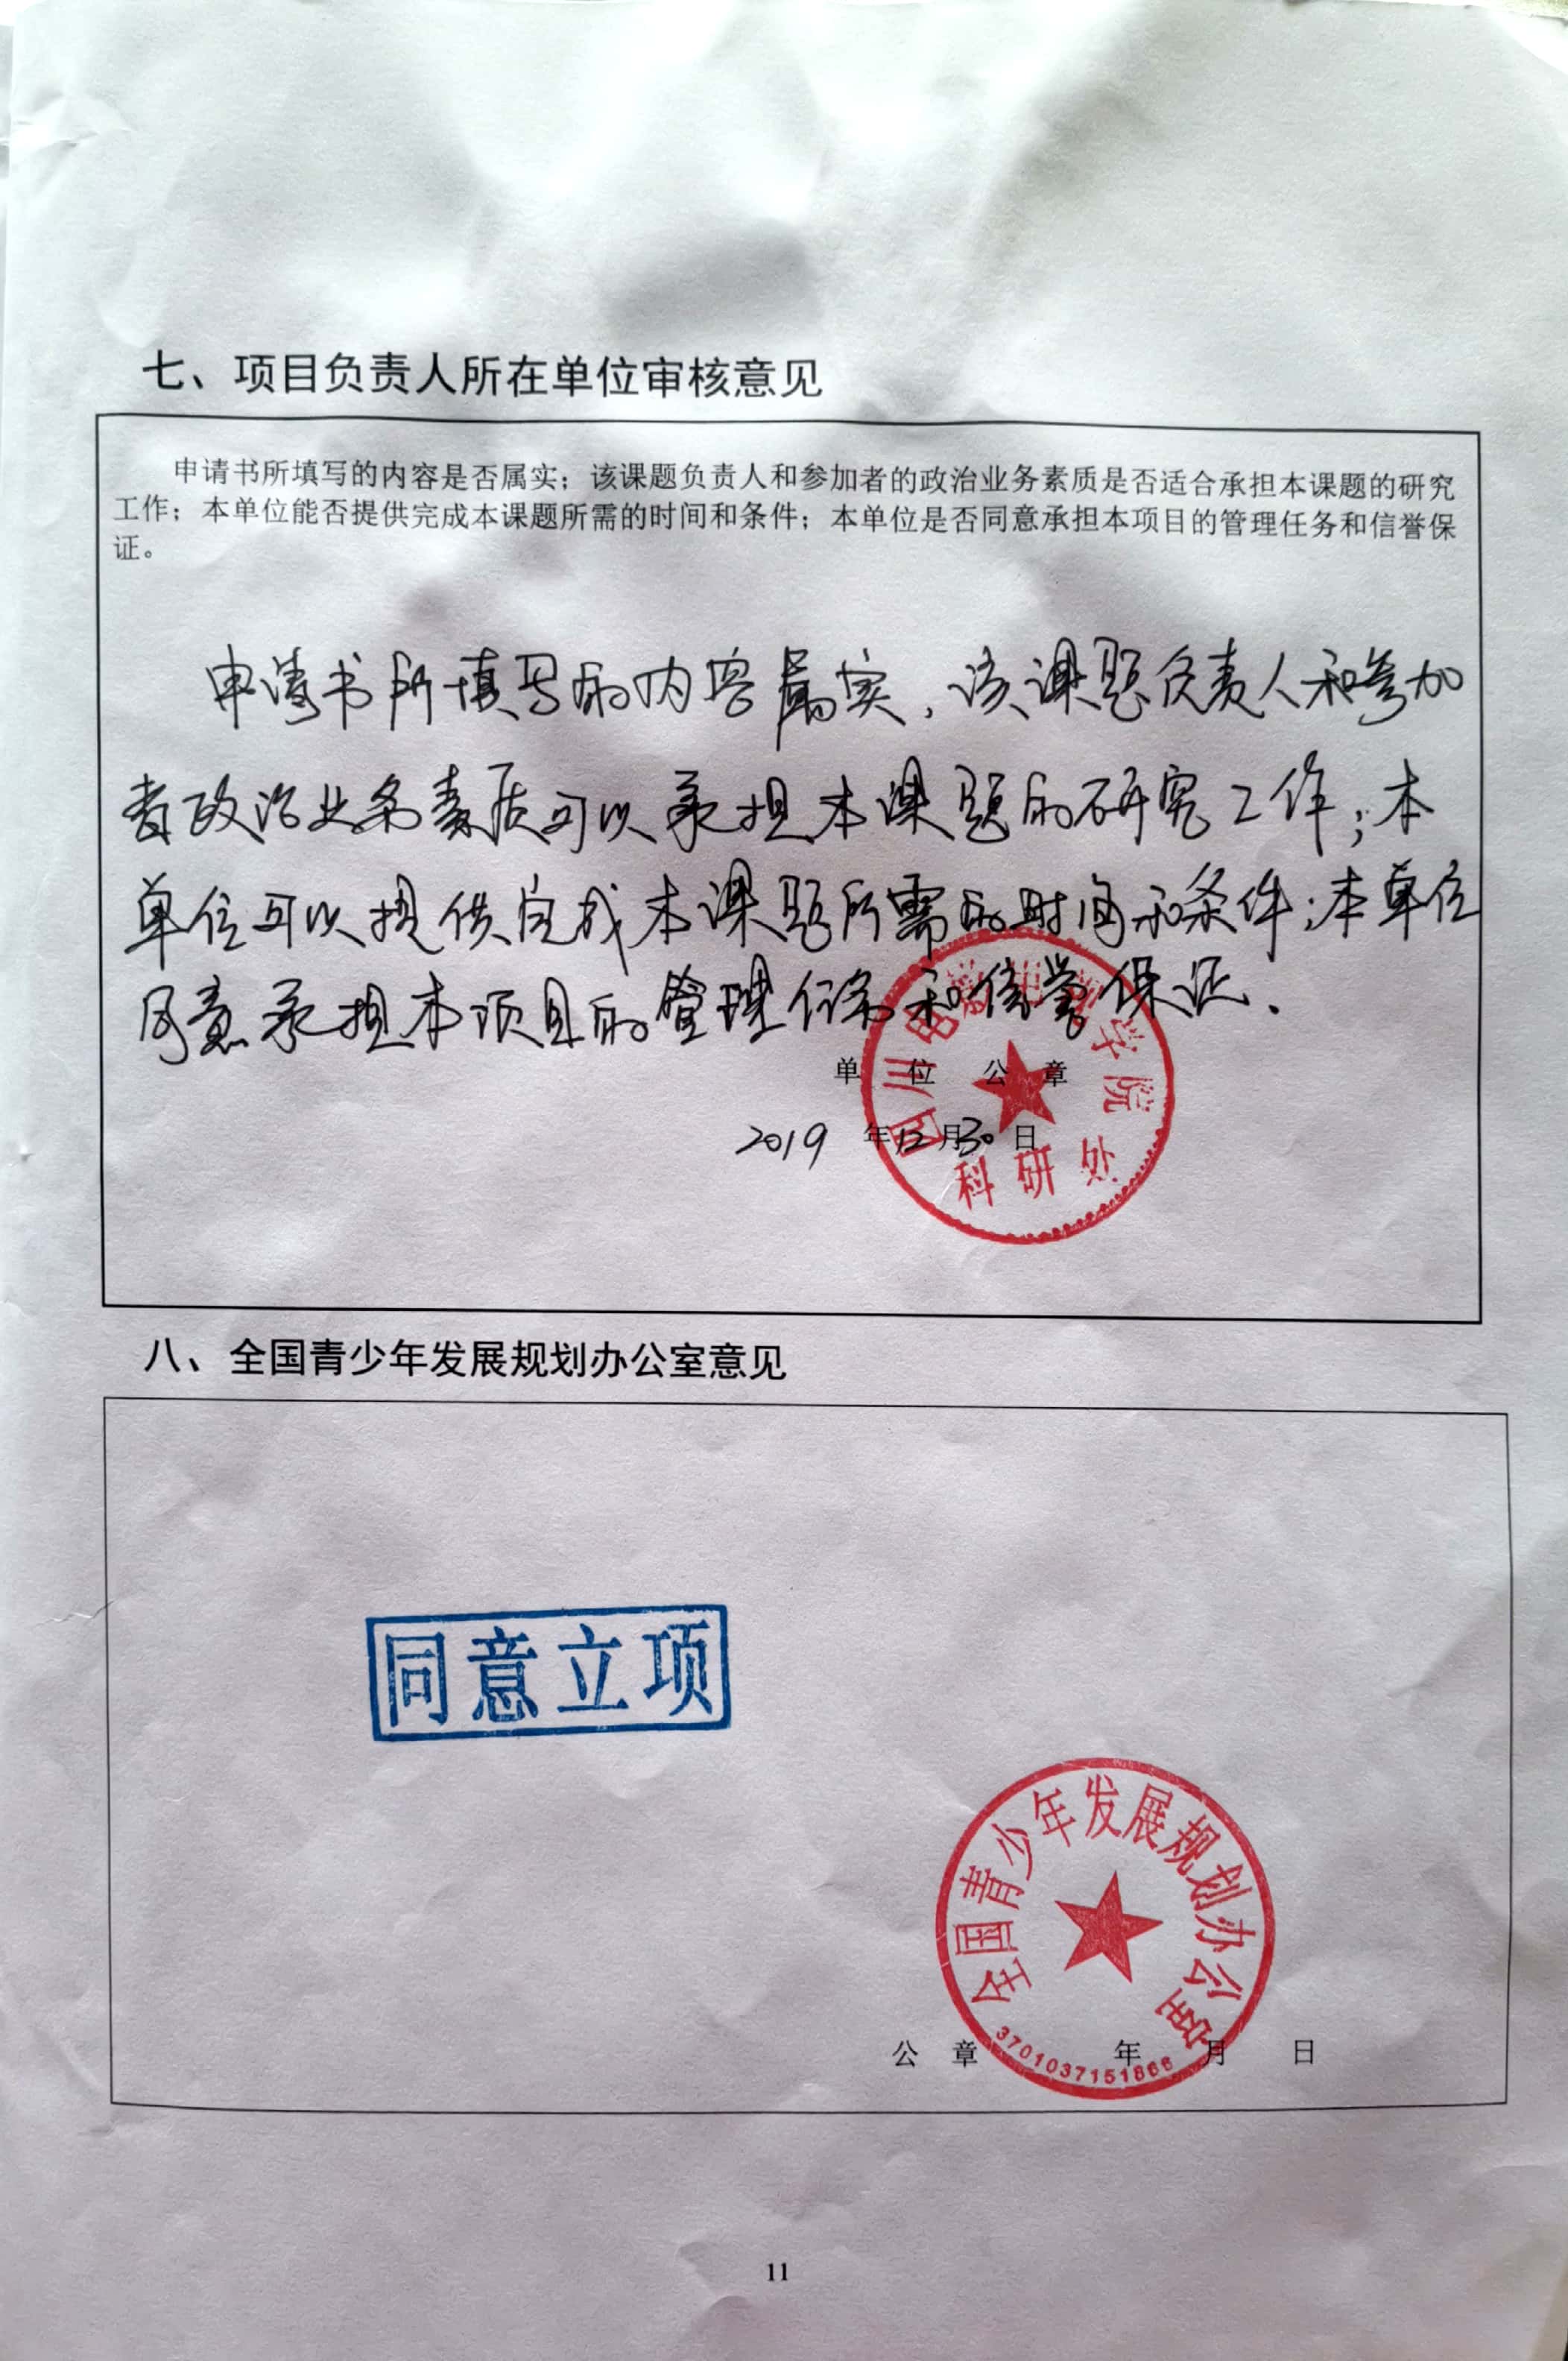 七、项目负责人所在单位审核意见
申请书所填写的内容是否属实；该课题负责人和参加者的政治业务素质是否适合承担本课题的研究
工作；本单位能否提供完成本课题所需的时间和条件；本单位是否同意承担本项目的管理任务和信誉保
证。
申请书所填写的内容属实，该课题负责人和参加
者政治业务素质可以承担本课题的研究工作；本
单位可以提供完成本课题所需的时间和条件；本单位
同意承担本项目的管理任务和信誉保证.
四川电影电视学院
单 位 公 章
2019 年12月30日
科研处
八、全国青少年发展规划办公室意见
同意立项
全国青少年发展规划办公室
公 章 年 月 日
3701037151866
11